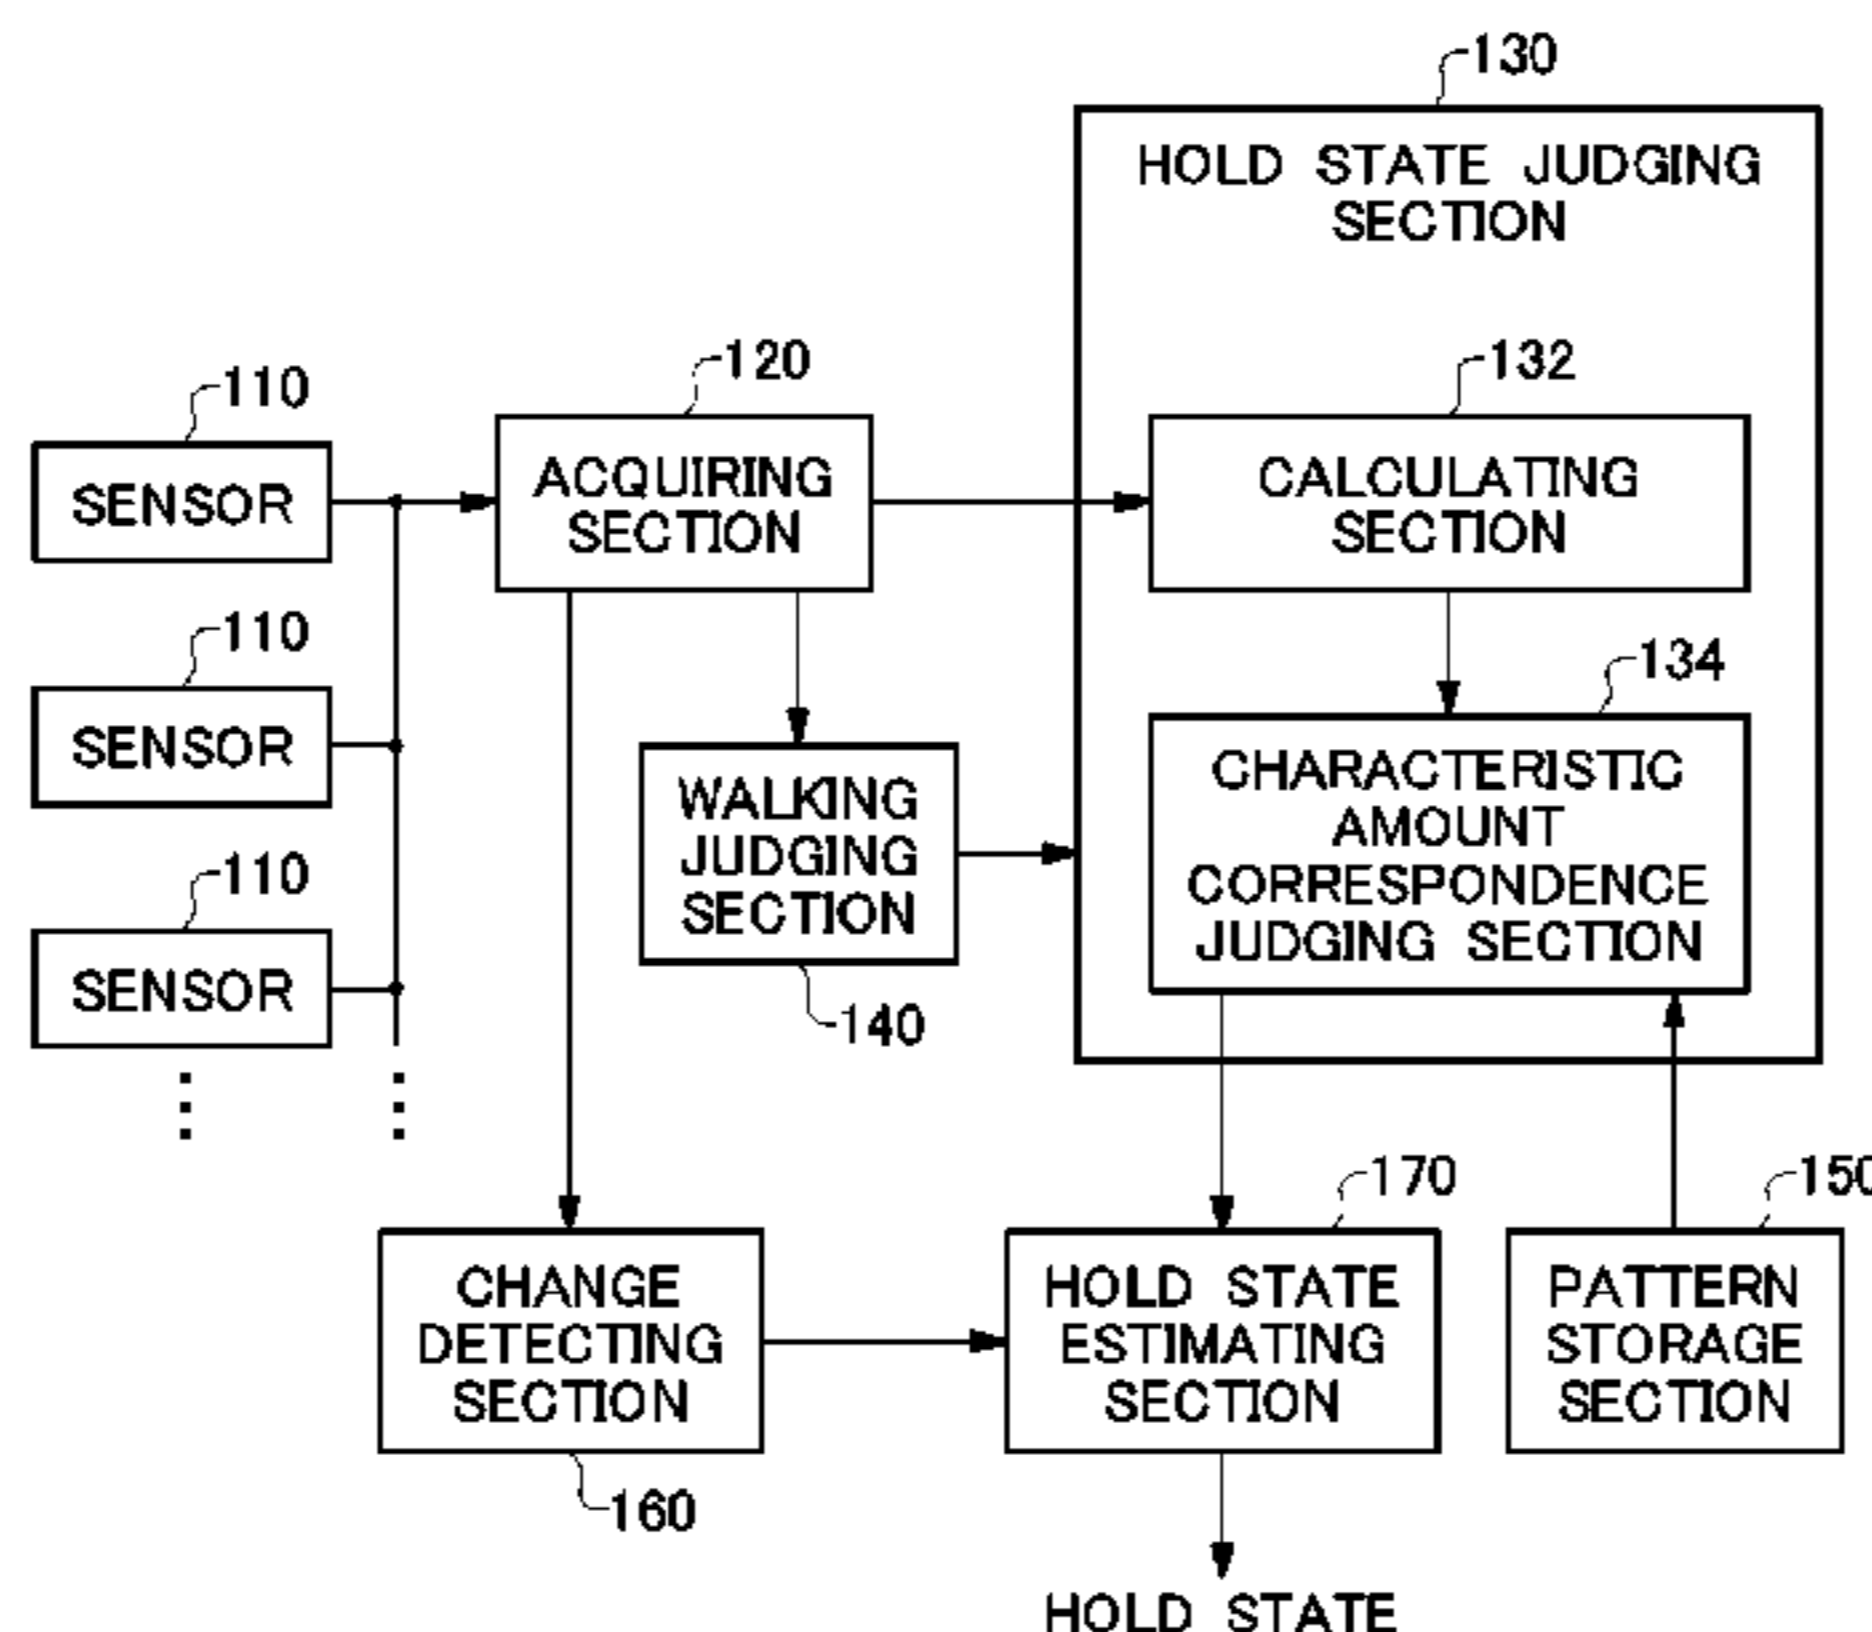 130
HOLD STATE JUDGING
SECTION
110
SENSOR
120
ACQUIRING
SECTION
132
CALCULATING
SECTION
110
SENSOR
134
CHARACTERISTIC
AMOUNT
CORRESPONDENCE
JUDGING SECTION
WALKING
JUDGING
SECTION
140
110
SENSOR
170
150
CHANGE
DETECTING
SECTION
160
HOLD STATE
ESTIMATING
SECTION
PATTERN
STORAGE
SECTION
HOLD STATE